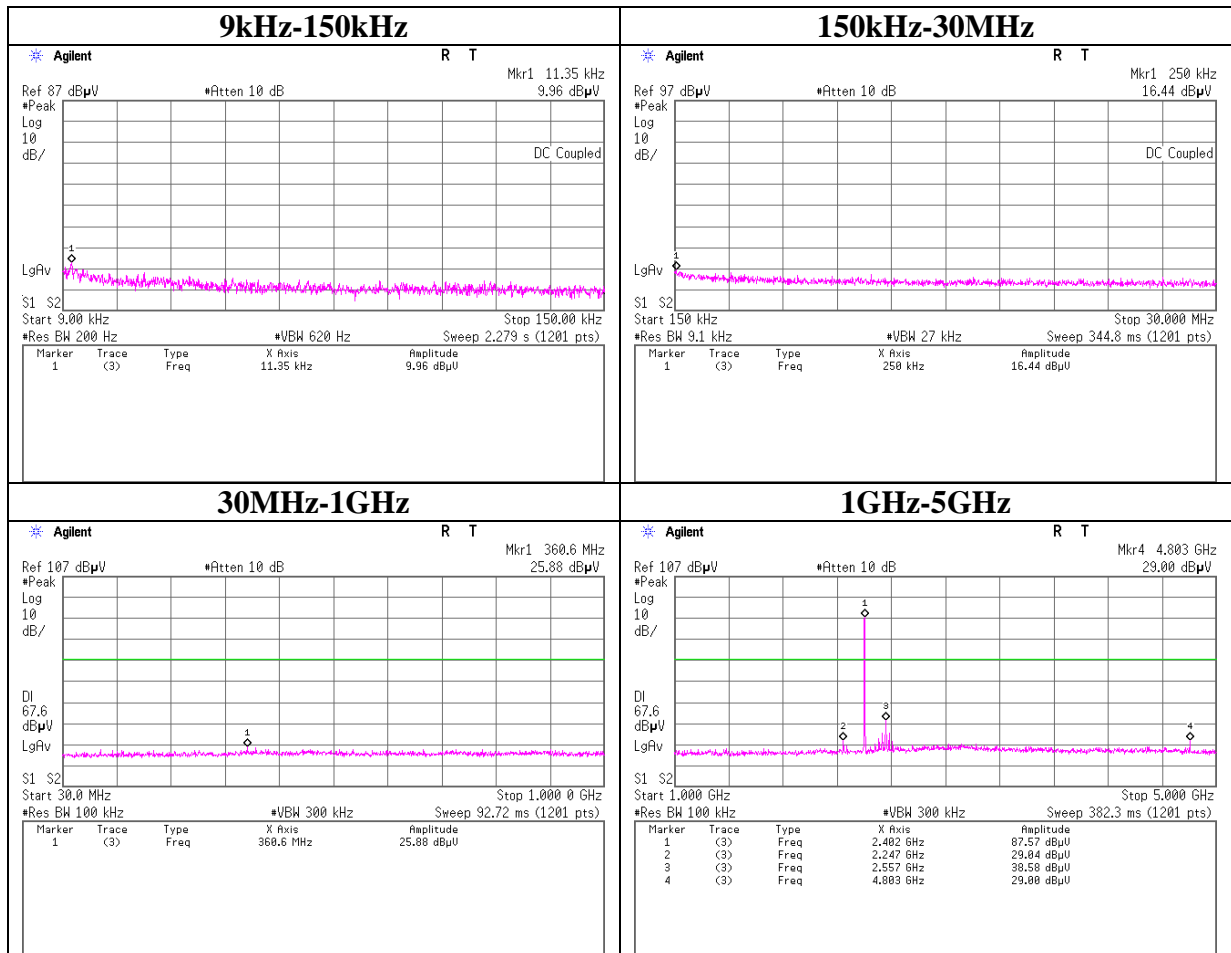 9kHz-150kHz
Agilent R T
Mkr1 11.35 kHz
Ref 87 dBµV #Atten 10 dB 9.96 dBµV
#Peak
Log
10
dB/
DC Coupled
1
LgAv
S1 S2
Start 9.00 kHz Stop 150.00 kHz
#Res BW 200 Hz #VBW 620 Hz Sweep 2.279 s (1201 pts)
Marker Trace Type X Axis Amplitude
1 (3) Freq 11.35 kHz 9.96 dBµV
150kHz-30MHz
Agilent R T
Mkr1 250 kHz
Ref 97 dBµV #Atten 10 dB 16.44 dBµV
#Peak
Log
10
dB/
DC Coupled
1
LgAv
S1 S2
Start 150 kHz Stop 30.000 MHz
#Res BW 9.1 kHz #VBW 27 kHz Sweep 344.8 ms (1201 pts)
Marker Trace Type X Axis Amplitude
1 (3) Freq 250 kHz 16.44 dBµV
30MHz-1GHz
Agilent R T
Mkr1 360.6 MHz
Ref 107 dBµV #Atten 10 dB 25.88 dBµV
#Peak
Log
10
dB/
DI
67.6
dBµV
1
LgAv
S1 S2
Start 30.0 MHz Stop 1.000 0 GHz
#Res BW 100 kHz #VBW 300 kHz Sweep 92.72 ms (1201 pts)
Marker Trace Type X Axis Amplitude
1 (3) Freq 360.6 MHz 25.88 dBµV
1GHz-5GHz
Agilent R T
Mkr4 4.803 GHz
Ref 107 dBµV #Atten 10 dB 29.00 dBµV
#Peak
Log
10
dB/
1
DI
67.6
3
dBµV
2 4
LgAv
S1 S2
Start 1.000 GHz Stop 5.000 GHz
#Res BW 100 kHz #VBW 300 kHz Sweep 382.3 ms (1201 pts)
Marker Trace Type X Axis Amplitude
1 (3) Freq 2.402 GHz 87.57 dBµV
2 (3) Freq 2.247 GHz 29.04 dBµV
3 (3) Freq 2.557 GHz 38.58 dBµV
4 (3) Freq 4.803 GHz 29.00 dBµV